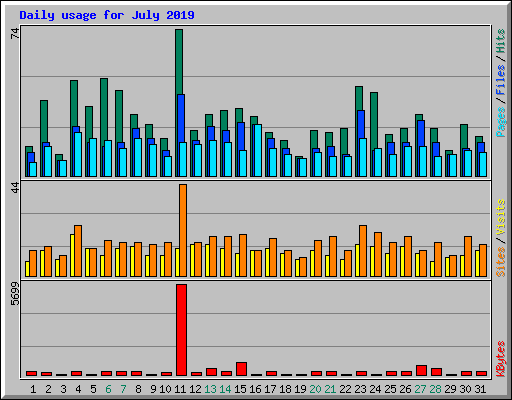 Daily usage for July 2019
74
Pages / Files / Hits
44
Sites / Visits
5699
KBytes
1 2 3 4 5 6 7 8 9 10 11 12 13 14 15 16 17 18 19 20 21 22 23 24 25 26 27 28 29 30 31